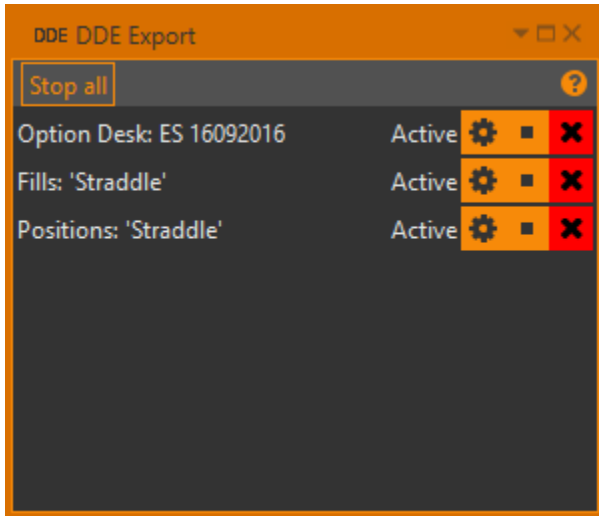 DDE DDE Export
Stop all ?
Option Desk: ES 16092016 Active
Fills: 'Straddle' Active
Positions: 'Straddle' Active